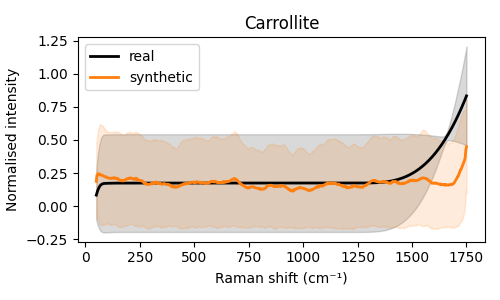 Carrollite
real
synthetic
Normalised intensity
1.25
1.00
0.75
0.50
0.25
0.00
−0.25
0 250 500 750 1000 1250 1500 1750
Raman shift (cm⁻¹)